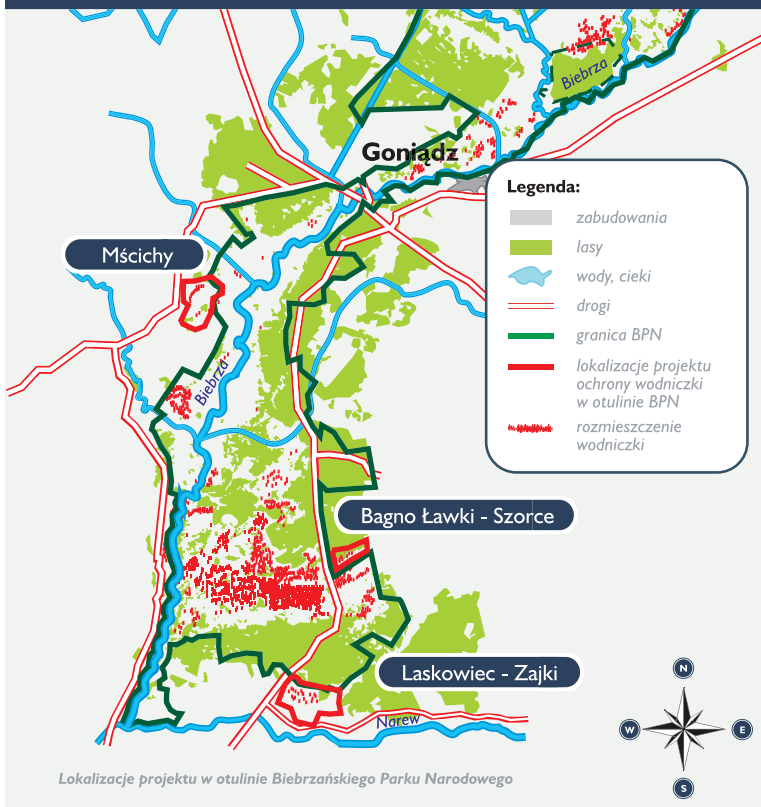 Biebrza
Goniądz
Legenda:
zabudowania
lasy
wody, cieki
drogi
granica BPN
lokalizacje projektu
ochrony wodniczki
w otulinie BPN
rozmieszczenie
wodniczki
Mścichy
Biebrza
Bagno Ławki - Szorce
Laskowiec - Zajki
Narew
N
W
E
S
Lokalizacje projektu w otulinie Biebrzańskiego Parku Narodowego